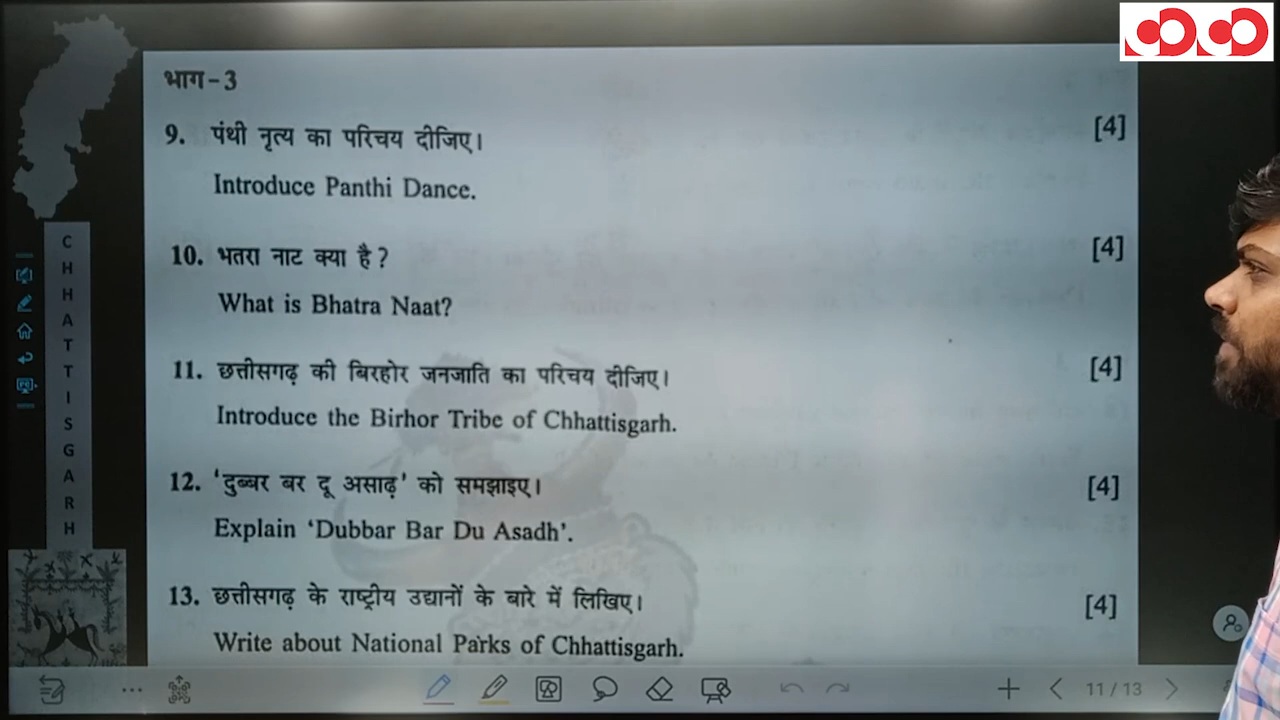 भाग-3
9. पंथी नृत्य का परिचय दीजिए। [4]
Introduce Panthi Dance.
10. भतरा नाट क्या है? [4]
What is Bhatra Naat?
11. छत्तीसगढ़ की बिरहोर जनजाति का परिचय दीजिए। [4]
Introduce the Birhor Tribe of Chhattisgarh.
12. 'दुब्बर बर दू असाढ़' को समझाइए। [4]
Explain 'Dubbar Bar Du Asadh'.
13. छत्तीसगढ़ के राष्ट्रीय उद्यानों के बारे में लिखिए। [4]
Write about National Parks of Chhattisgarh.
CHHATTISGARH
11 / 13